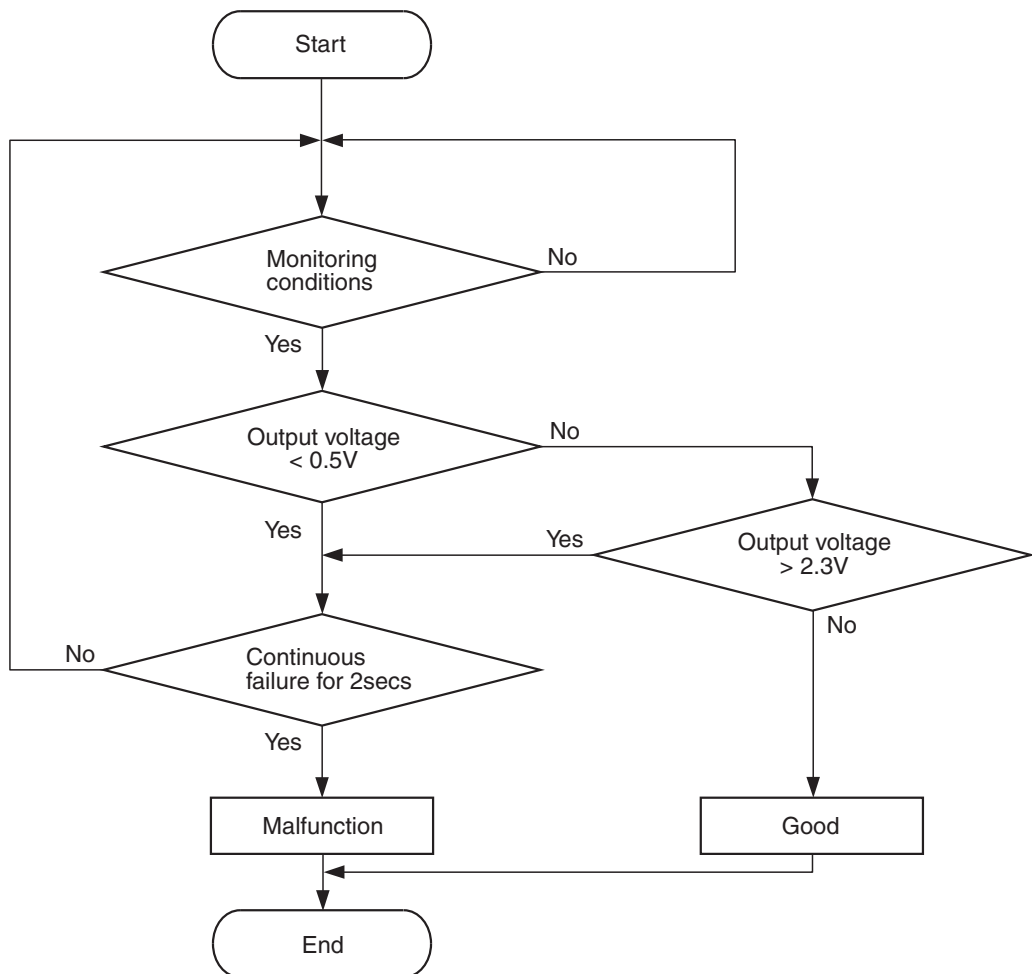 Start
Monitoring
conditions
No
Yes
Output voltage
< 0.5V
No
Yes
Yes
Output voltage
> 2.3V
No
No
Continuous
failure for 2secs
Yes
Malfunction
Good
End